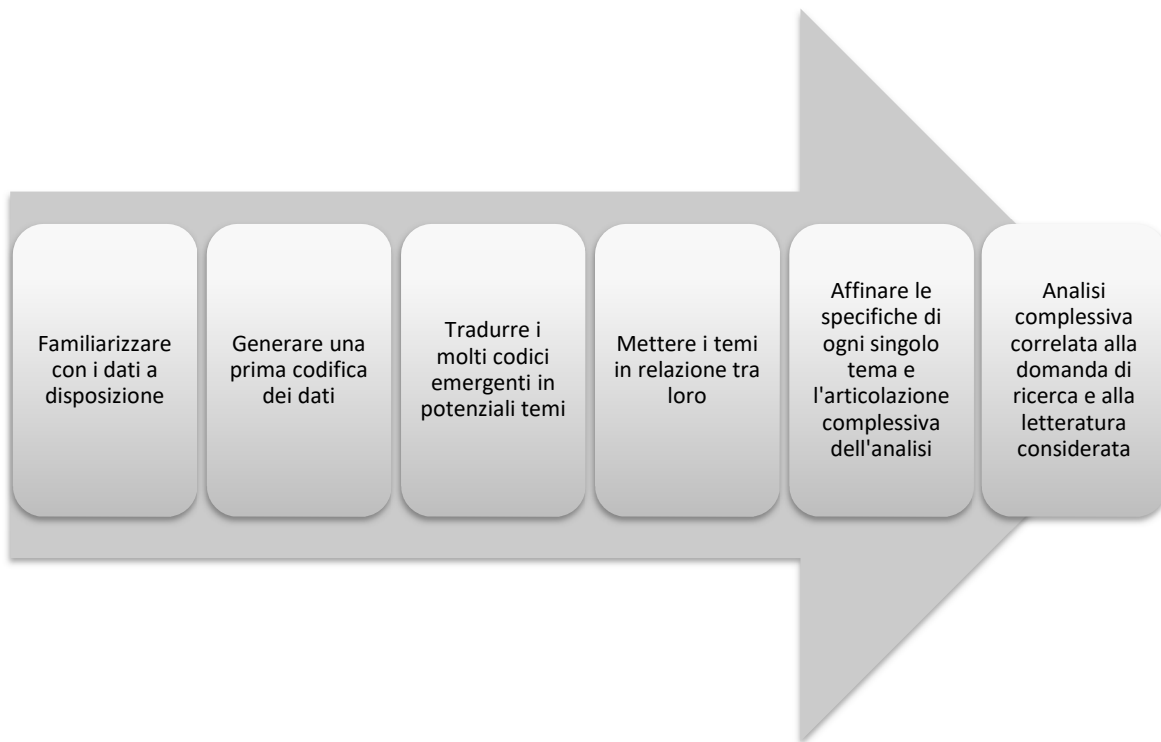 Familiarizzare
con i dati a
disposizione
Generare una
prima codifica
dei dati
Tradurre i
molti codici
emergenti in
potenziali temi
Mettere i temi
in relazione tra
loro
Affinare le
specifiche di
ogni singolo
tema e
l'articolazione
complessiva
dell'analisi
Analisi
complessiva
correlata alla
domanda di
ricerca e alla
letteratura
considerata